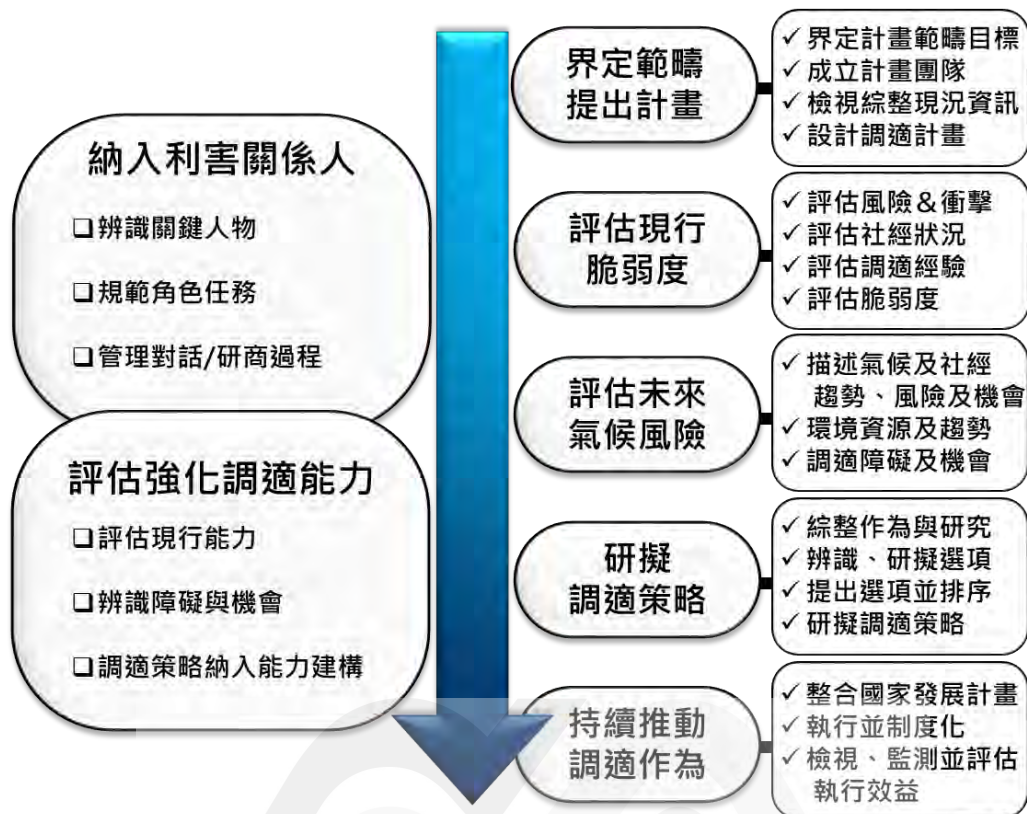 納入利害關係人
❑辨識關鍵人物
❑規範角色任務
❑管理對話/研商過程
評估強化調適能力
❑評估現行能力
❑辨識障礙與機會
❑調適策略納入能力建構
界定範疇
提出計畫
✓界定計畫範疇目標
✓成立計畫團隊
✓檢視綜整現況資訊
✓設計調適計畫
評估現行
脆弱度
✓評估風險&衝擊
✓評估社經狀況
✓評估調適經驗
✓評估脆弱度
評估未來
氣候風險
✓描述氣候及社經
趨勢、風險及機會
✓環境資源及趨勢
✓調適障礙及機會
研擬
調適策略
✓綜整作為與研究
✓辨識、研擬選項
✓提出選項並排序
✓研擬調適策略
持續推動
調適作為
✓整合國家發展計畫
✓執行並制度化
✓檢視、監測並評估
執行效益